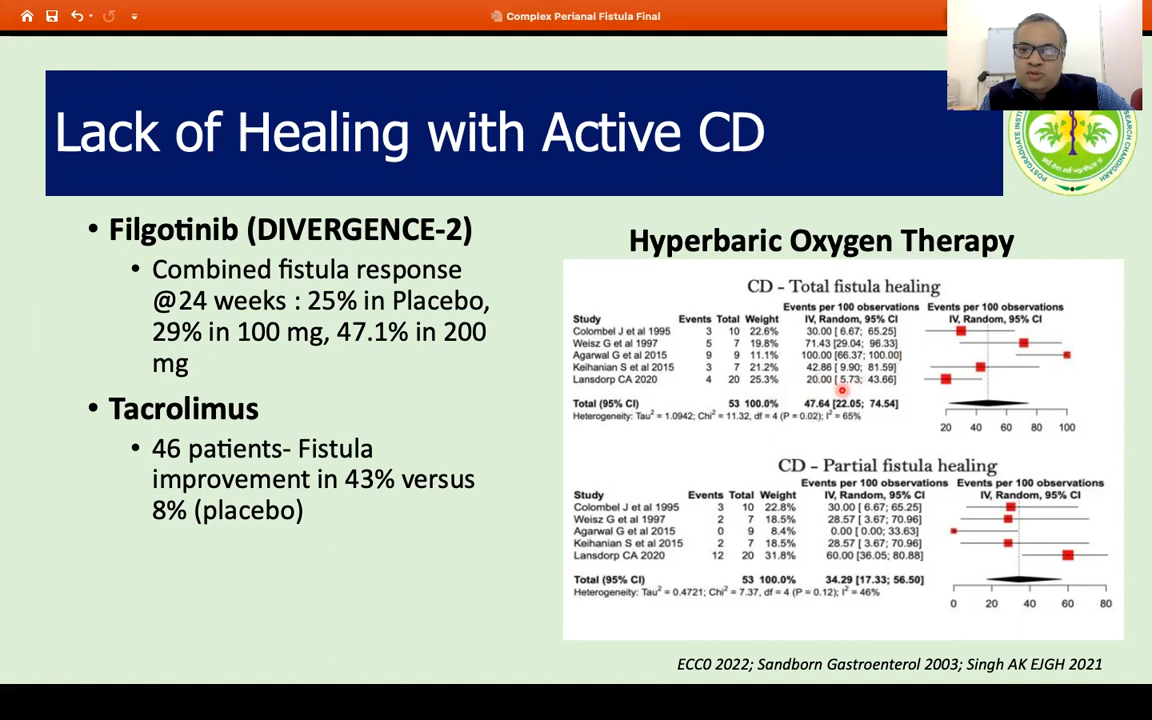 Complex Perianal Fistula Final
Lack of Healing with Active CD
• Filgotinib (DIVERGENCE-2)
• Combined fistula response
@24 weeks : 25% in Placebo,
29% in 100 mg, 47.1% in 200
mg
• Tacrolimus
• 46 patients- Fistula
improvement in 43% versus
8% (placebo)
Hyperbaric Oxygen Therapy
CD - Total fistula healing
Events per 100 observations Events per 100 observations
Study Events Total Weight IV, Random, 95% CI IV, Random, 95% CI
Colombel J et al 1995 3 10 22.6% 30.00 [ 6.67; 65.25]
Weisz G et al 1997 5 7 19.8% 71.43 [29.04; 96.33]
Agarwal G et al 2015 9 9 11.1% 100.00 [66.37; 100.00]
Keihanian S et al 2015 3 7 21.2% 42.86 [ 9.90; 81.59]
Lansdorp CA 2020 4 20 25.3% 20.00 [ 5.73; 43.66]
Total (95% CI) 53 100.0% 47.64 [22.05; 74.54]
Heterogeneity: Tau² = 1.0942; Chi² = 11.32, df = 4 (P = 0.02); I² = 65%
20 40 60 80 100
CD - Partial fistula healing
Events per 100 observations Events per 100 observations
Study Events Total Weight IV, Random, 95% CI IV, Random, 95% CI
Colombel J et al 1995 3 10 22.8% 30.00 [ 6.67; 65.25]
Weisz G et al 1997 2 7 18.5% 28.57 [ 3.67; 70.96]
Agarwal G et al 2015 0 9 8.4% 0.00 [ 0.00; 33.63]
Keihanian S et al 2015 2 7 18.5% 28.57 [ 3.67; 70.96]
Lansdorp CA 2020 12 20 31.8% 60.00 [36.05; 80.88]
Total (95% CI) 53 100.0% 34.29 [17.33; 56.50]
Heterogeneity: Tau² = 0.4721; Chi² = 7.37, df = 4 (P = 0.12); I² = 46%
0 20 40 60 80
ECC0 2022; Sandborn Gastroenterol 2003; Singh AK EJGH 2021